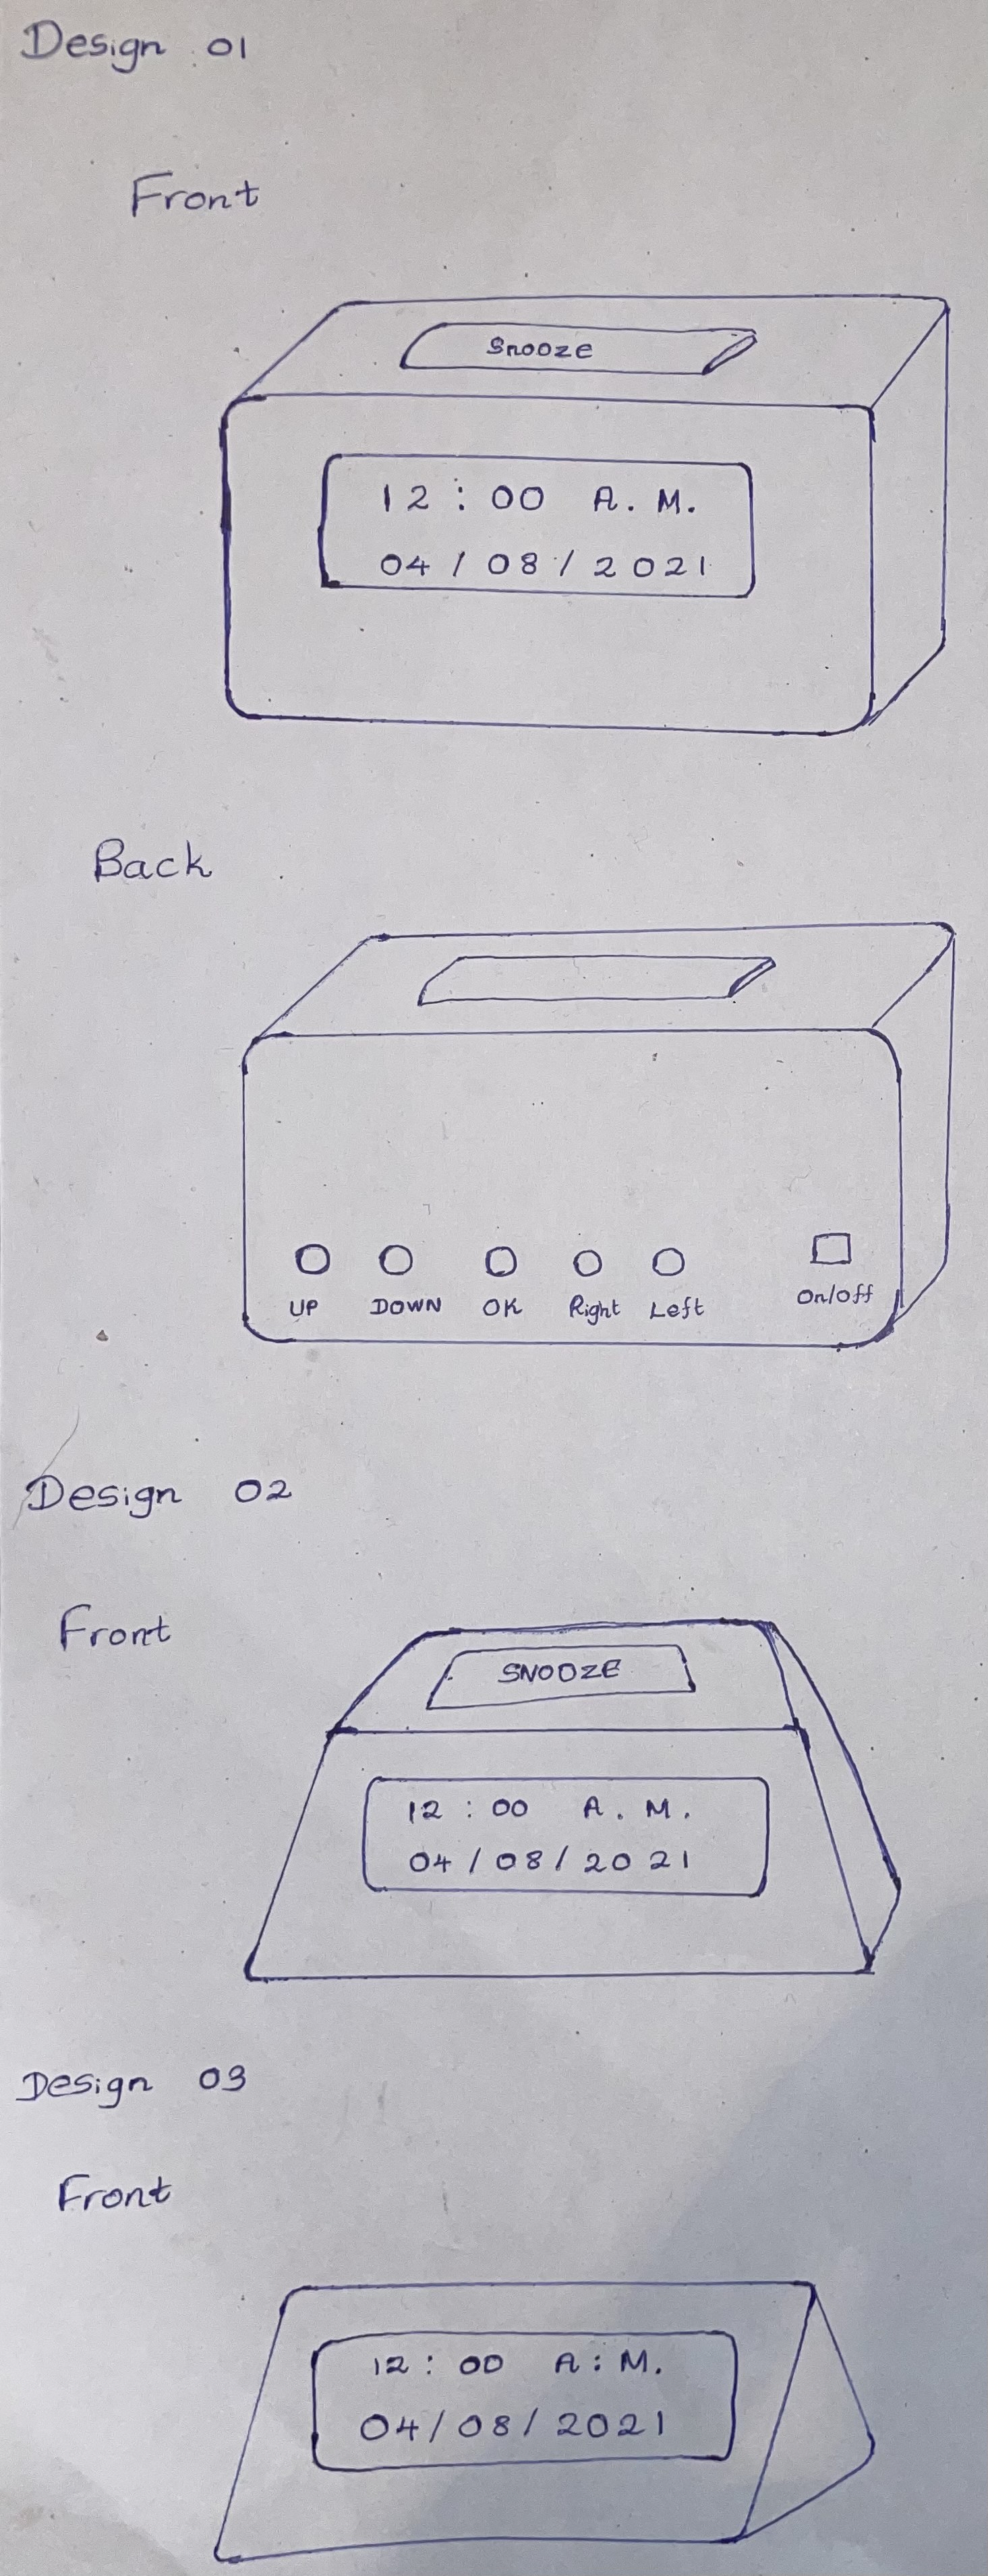 Design 01
Front
Snooze
12 : 00 A.M.
04 / 08 / 2021
Back
UP DOWN OK Right Left On/Off
Design 02
Front
SNOOZE
12 : 00 A.M.
04 / 08 / 2021
Design 03
Front
12 : 00 A:M.
04/08/2021